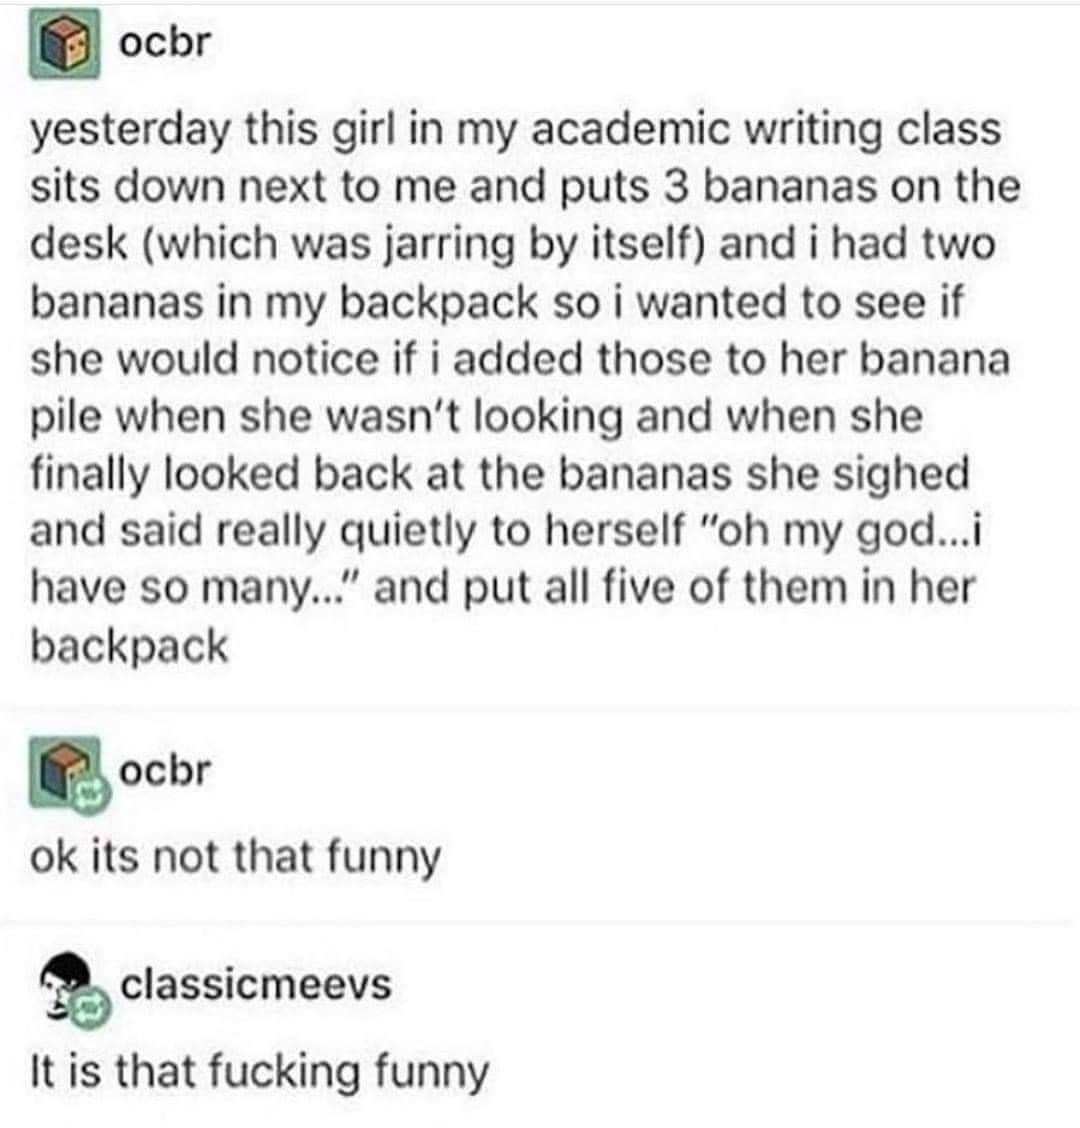 ocbr
yesterday this girl in my academic writing class
sits down next to me and puts 3 bananas on the
desk (which was jarring by itself) and i had two
bananas in my backpack so i wanted to see if
she would notice if i added those to her banana
pile when she wasn't looking and when she
finally looked back at the bananas she sighed
and said really quietly to herself "oh my god...i
have so many..." and put all five of them in her
backpack
ocbr
ok its not that funny
classicmeevs
It is that fucking funny